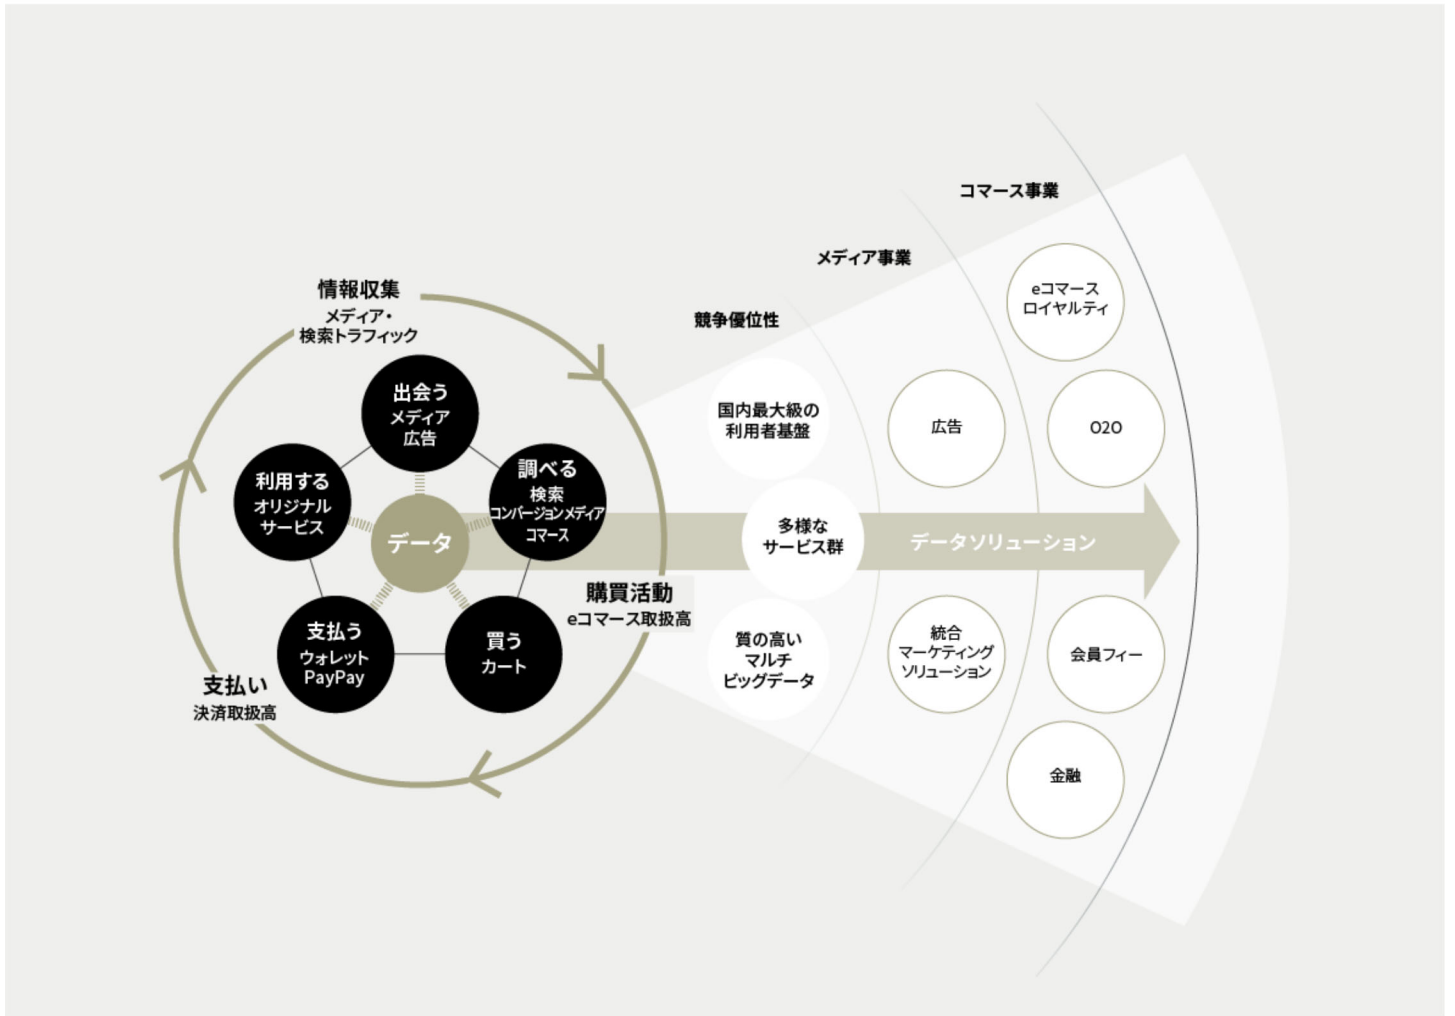 情報収集
メディア・
検索トラフィック
出会う
メディア
広告
調べる
検索
コンバージョンメディア
コマース
買う
カート
支払う
ウォレット
PayPay
利用する
オリジナル
サービス
データ
購買活動
eコマース取扱高
支払い
決済取扱高
競争優位性
国内最大級の
利用者基盤
多様な
サービス群
質の高い
マルチ
ビッグデータ
メディア事業
広告
統合
マーケティング
ソリューション
コマース事業
eコマース
ロイヤルティ
O2O
データソリューション
会員フィー
金融